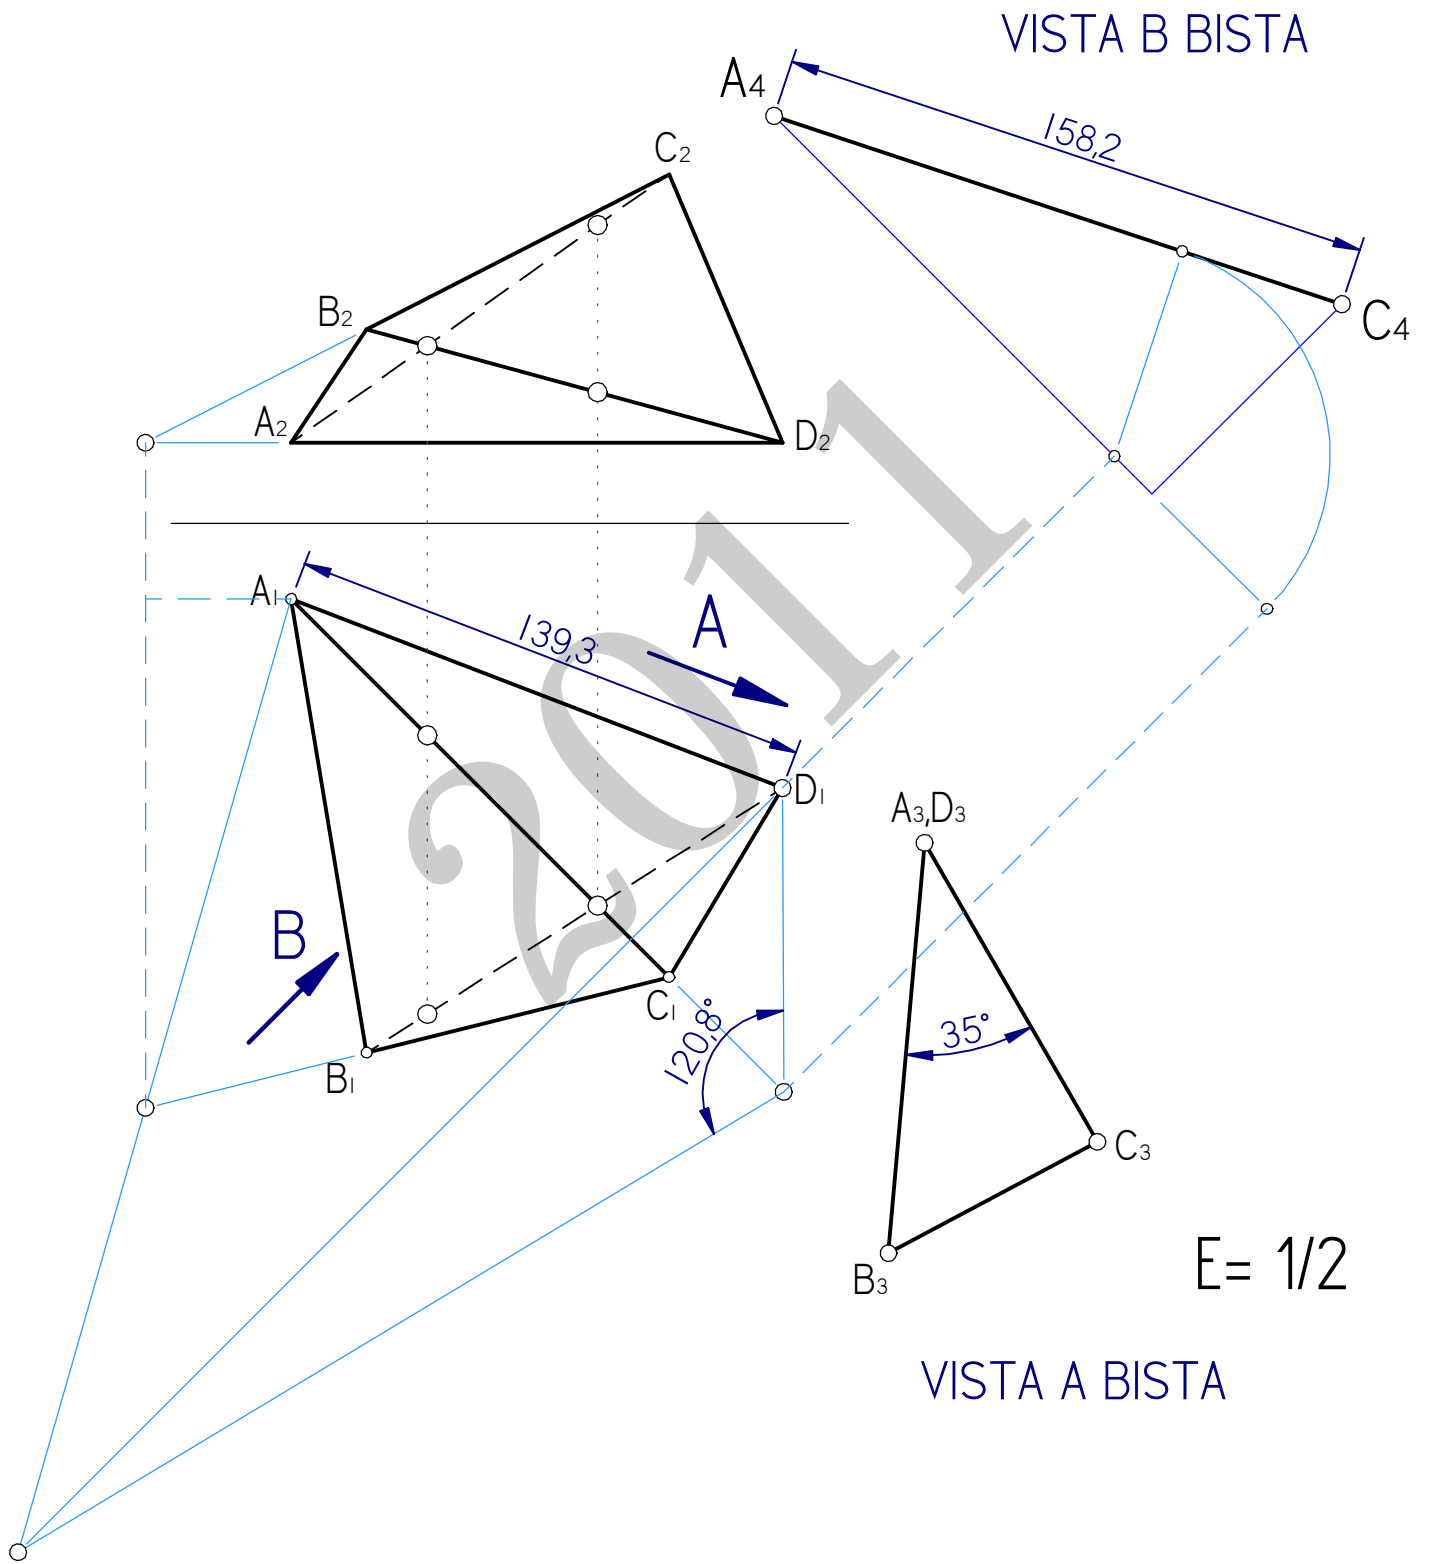 VISTA B BISTA
A4
158,2
C2
B2
C4
A2
D2
A1
139,3
A
D1
A3,D3
B
C1
120,8°
35°
B1
C3
B3
E= 1/2
VISTA A BISTA
2011